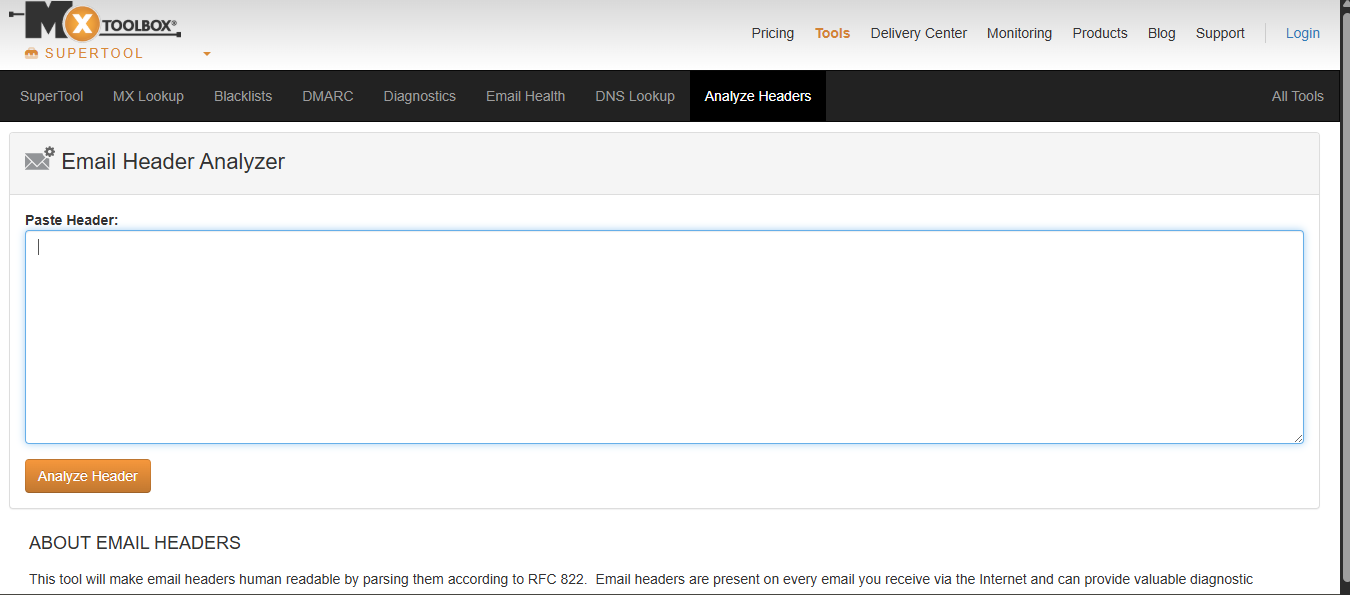 MX TOOLBOX®
SUPERTOOL
Pricing Tools Delivery Center Monitoring Products Blog Support Login
SuperTool MX Lookup Blacklists DMARC Diagnostics Email Health DNS Lookup Analyze Headers All Tools
Email Header Analyzer
Paste Header:
Analyze Header
ABOUT EMAIL HEADERS
This tool will make email headers human readable by parsing them according to RFC 822.  Email headers are present on every email you receive via the Internet and can provide valuable diagnostic